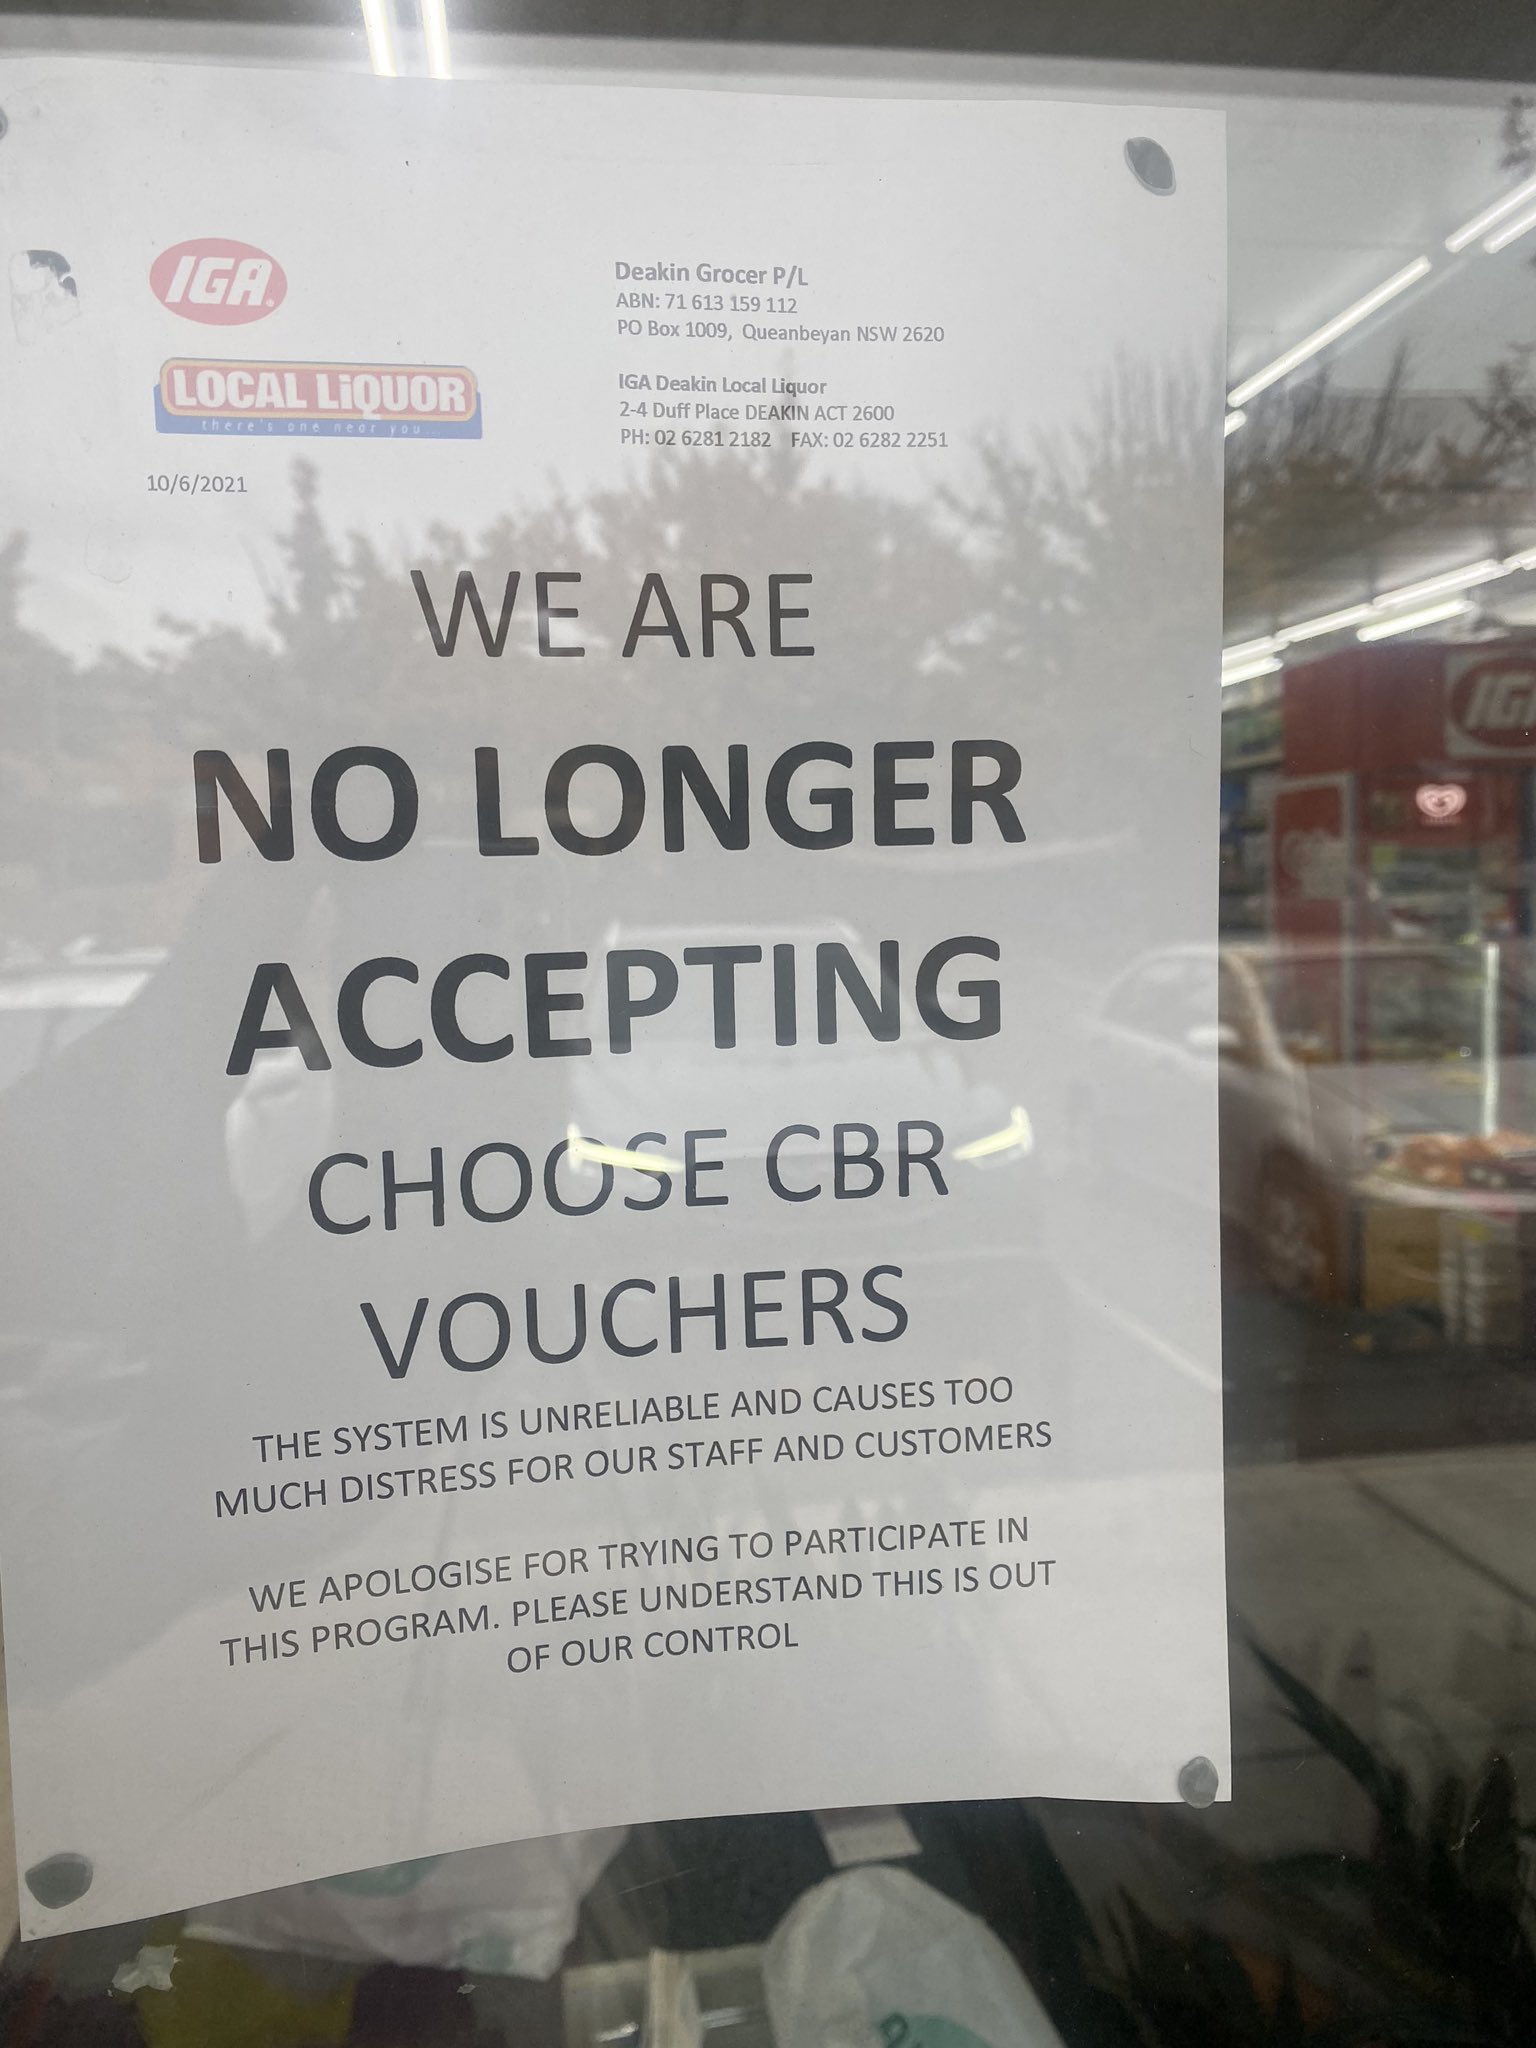 IGA
LOCAL LiQUOR
there's one near you...
Deakin Grocer P/L
ABN: 71 613 159 112
PO Box 1009, Queanbeyan NSW 2620
IGA Deakin Local Liquor
2-4 Duff Place DEAKIN ACT 2600
PH: 02 6281 2182 FAX: 02 6282 2251
10/6/2021
WE ARE
NO LONGER
ACCEPTING
CHOOSE CBR
VOUCHERS
THE SYSTEM IS UNRELIABLE AND CAUSES TOO
MUCH DISTRESS FOR OUR STAFF AND CUSTOMERS
WE APOLOGISE FOR TRYING TO PARTICIPATE IN
THIS PROGRAM. PLEASE UNDERSTAND THIS IS OUT
OF OUR CONTROL
IGA